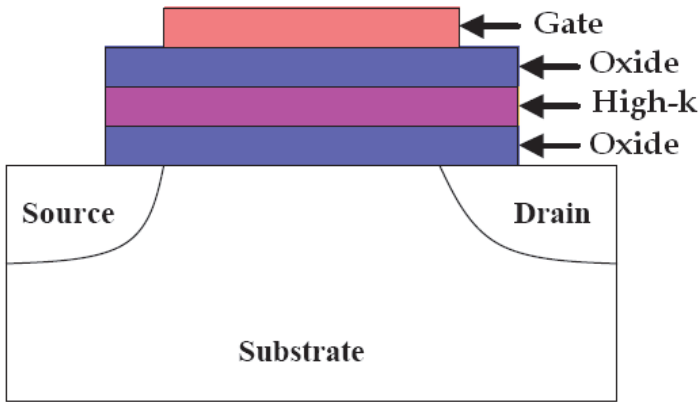 Gate
Oxide
High-k
Oxide
Source
Drain
Substrate